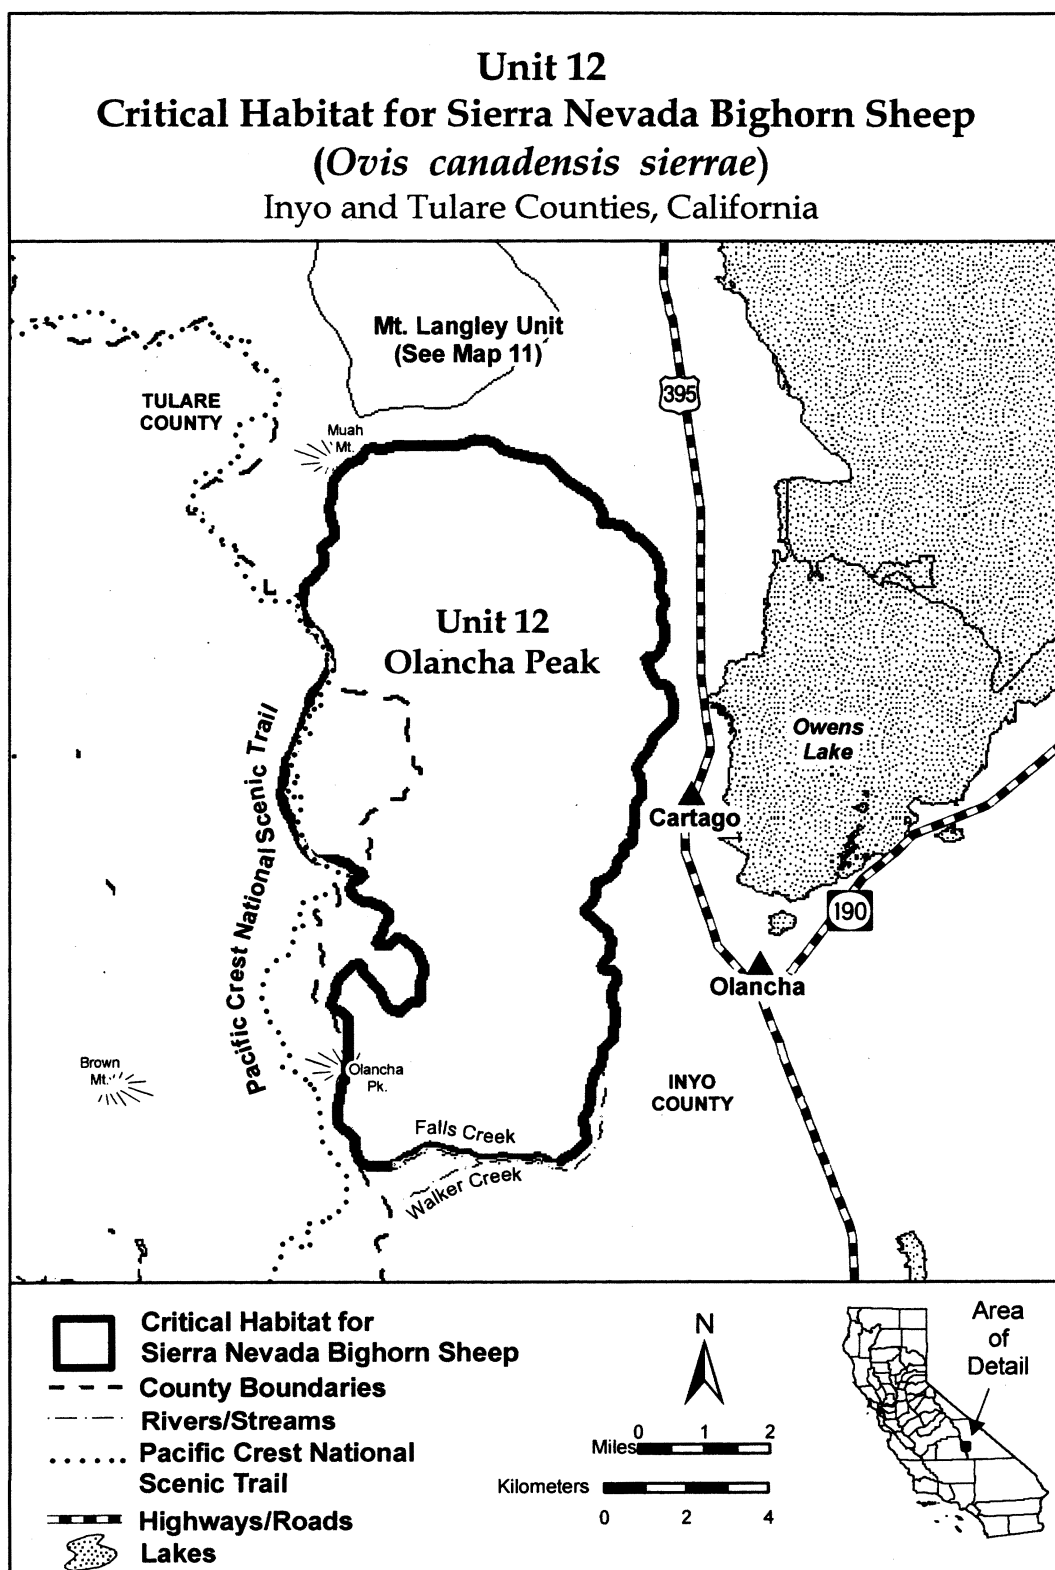 Unit 12
Critical Habitat for Sierra Nevada Bighorn Sheep
(Ovis canadensis sierrae)
Inyo and Tulare Counties, California
Mt. Langley Unit
(See Map 11)
395
TULARE
COUNTY
Muah
Mt.
Unit 12
Olancha Peak
Pacific Crest National Scenic Trail
Owens
Lake
Cartago
190
Olancha
Brown
Mt.
Olancha
Pk.
INYO
COUNTY
Falls Creek
Walker Creek
Critical Habitat for
Sierra Nevada Bighorn Sheep
County Boundaries
Rivers/Streams
Pacific Crest National
Scenic Trail
Highways/Roads
Lakes
N
0 1 2
Miles
Kilometers
0 2 4
Area
of
Detail